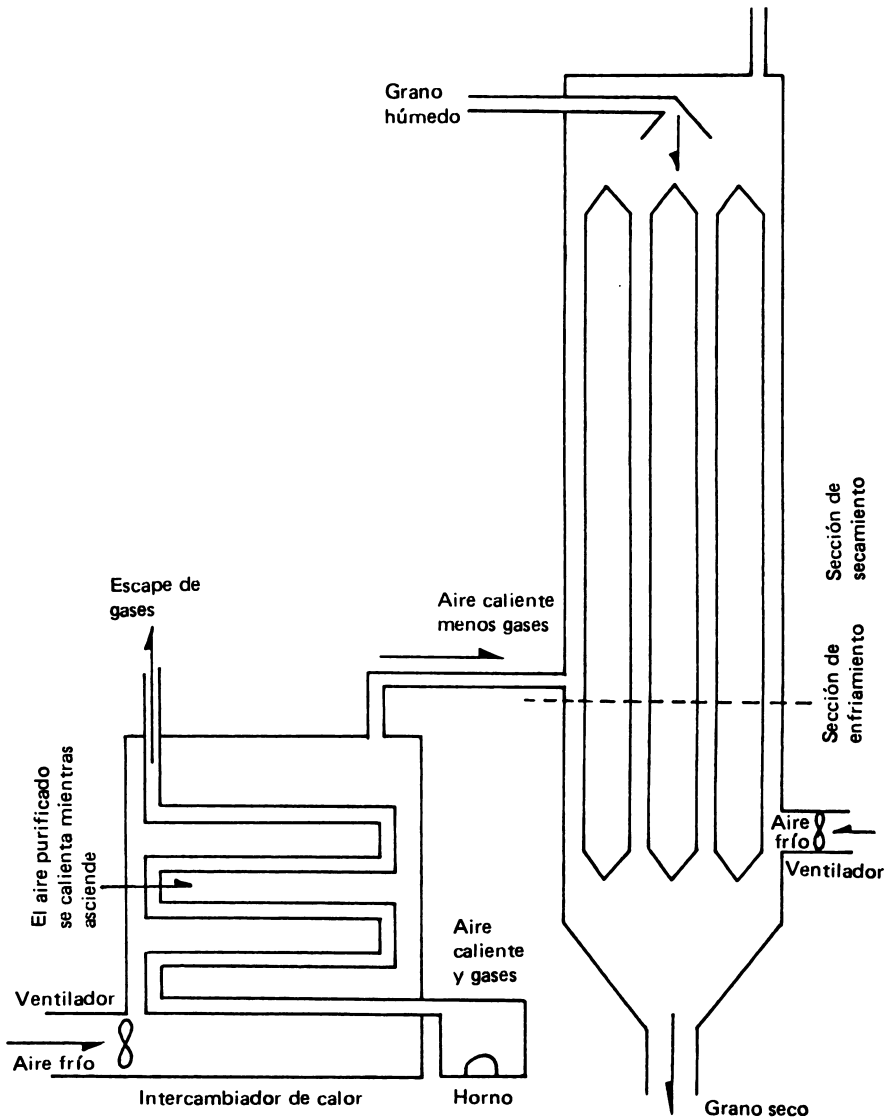 Grano
húmedo
Sección de
secamiento
Escape de
gases
Aire caliente
menos gases
Sección de
enfriamiento
El aire purificado
se calienta mientras
asciende
Aire
frío
Ventilador
Aire
caliente
y gases
Ventilador
Aire frío
Intercambiador de calor
Horno
Grano seco